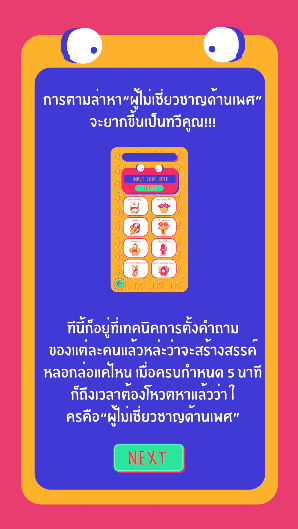 การตามล่าหา“ผู้ไม่เชี่ยวชาญด้านเพศ”
จะยากขึ้นเป็นทวีคูณ!!!
INPUT CODE HERE
ทีนี้ก็อยู่ที่เทคนิคการตั้งคำถาม
ของแต่ละคนแล้วหล่ะว่าจะสร้างสรรค์
หลอกล่อแค่ไหน เมื่อครบกำหนด 5 นาที
ก็ถึงเวลาต้องโหวตหาแล้วว่าใ
ครคือ“ผู้ไม่เชี่ยวชาญด้านเพศ”
NEXT